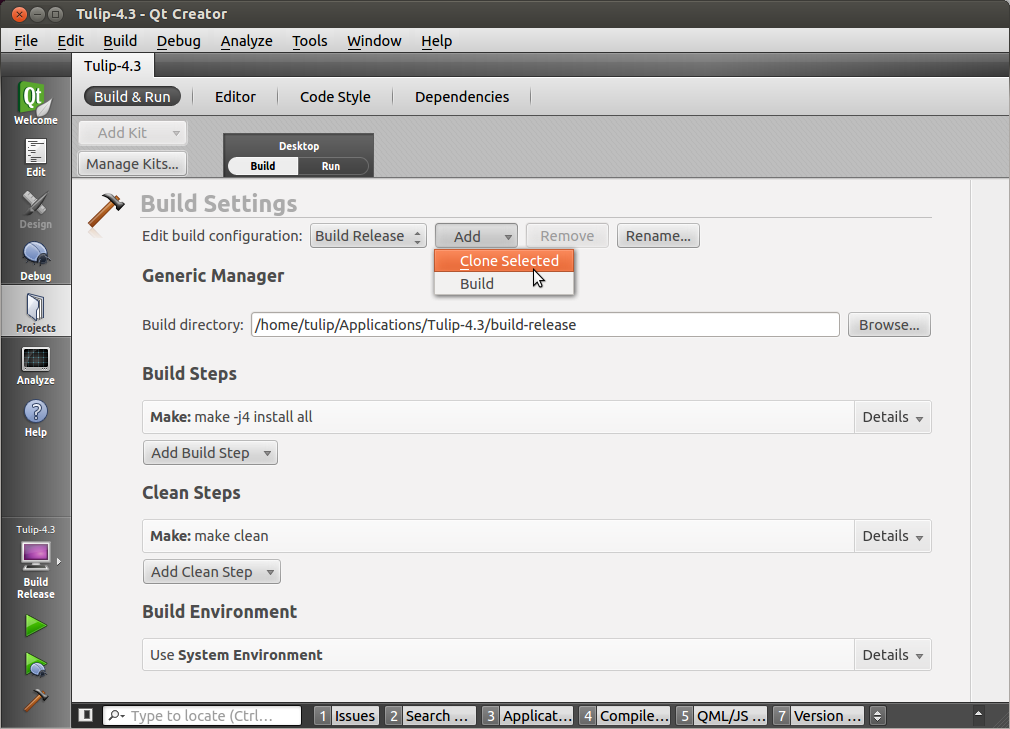 Tulip-4.3 - Qt Creator
File Edit Build Debug Analyze Tools Window Help
Tulip-4.3
Build & Run Editor Code Style Dependencies
Qt
Welcome
Edit
Design
Debug
Projects
Analyze
?
Help
Tulip-4.3
Build
Release
Add Kit
Manage Kits...
Desktop
Build Run
Build Settings
Edit build configuration: Build Release Add Remove Rename...
Clone Selected
Build
Generic Manager
Build directory: /home/tulip/Applications/Tulip-4.3/build-release Browse...
Build Steps
Make: make -j4 install all Details
Add Build Step
Clean Steps
Make: make clean Details
Add Clean Step
Build Environment
Use System Environment Details
Type to locate (Ctrl... 1 Issues 2 Search ... 3 Applicat... 4 Compile... 5 QML/JS ... 7 Version ...